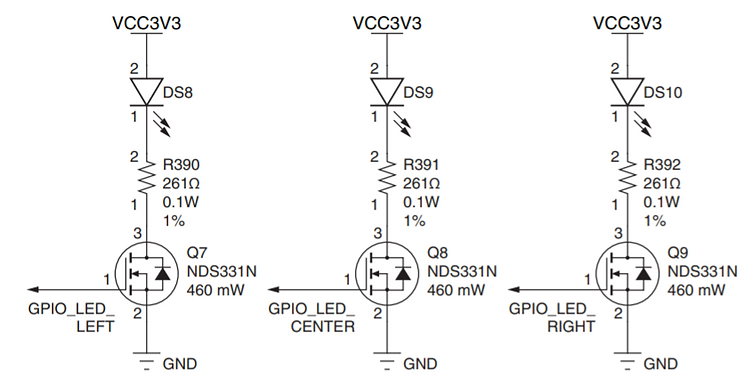 VCC3V3
2
DS8
1
2
R390
261Ω
0.1W
1%
1
3
Q7
NDS331N
460 mW
1
GPIO_LED_
LEFT
2
GND
VCC3V3
2
DS9
1
2
R391
261Ω
0.1W
1%
1
3
Q8
NDS331N
460 mW
1
GPIO_LED_
CENTER
2
GND
VCC3V3
2
DS10
1
2
R392
261Ω
0.1W
1%
1
3
Q9
NDS331N
460 mW
1
GPIO_LED_
RIGHT
2
GND